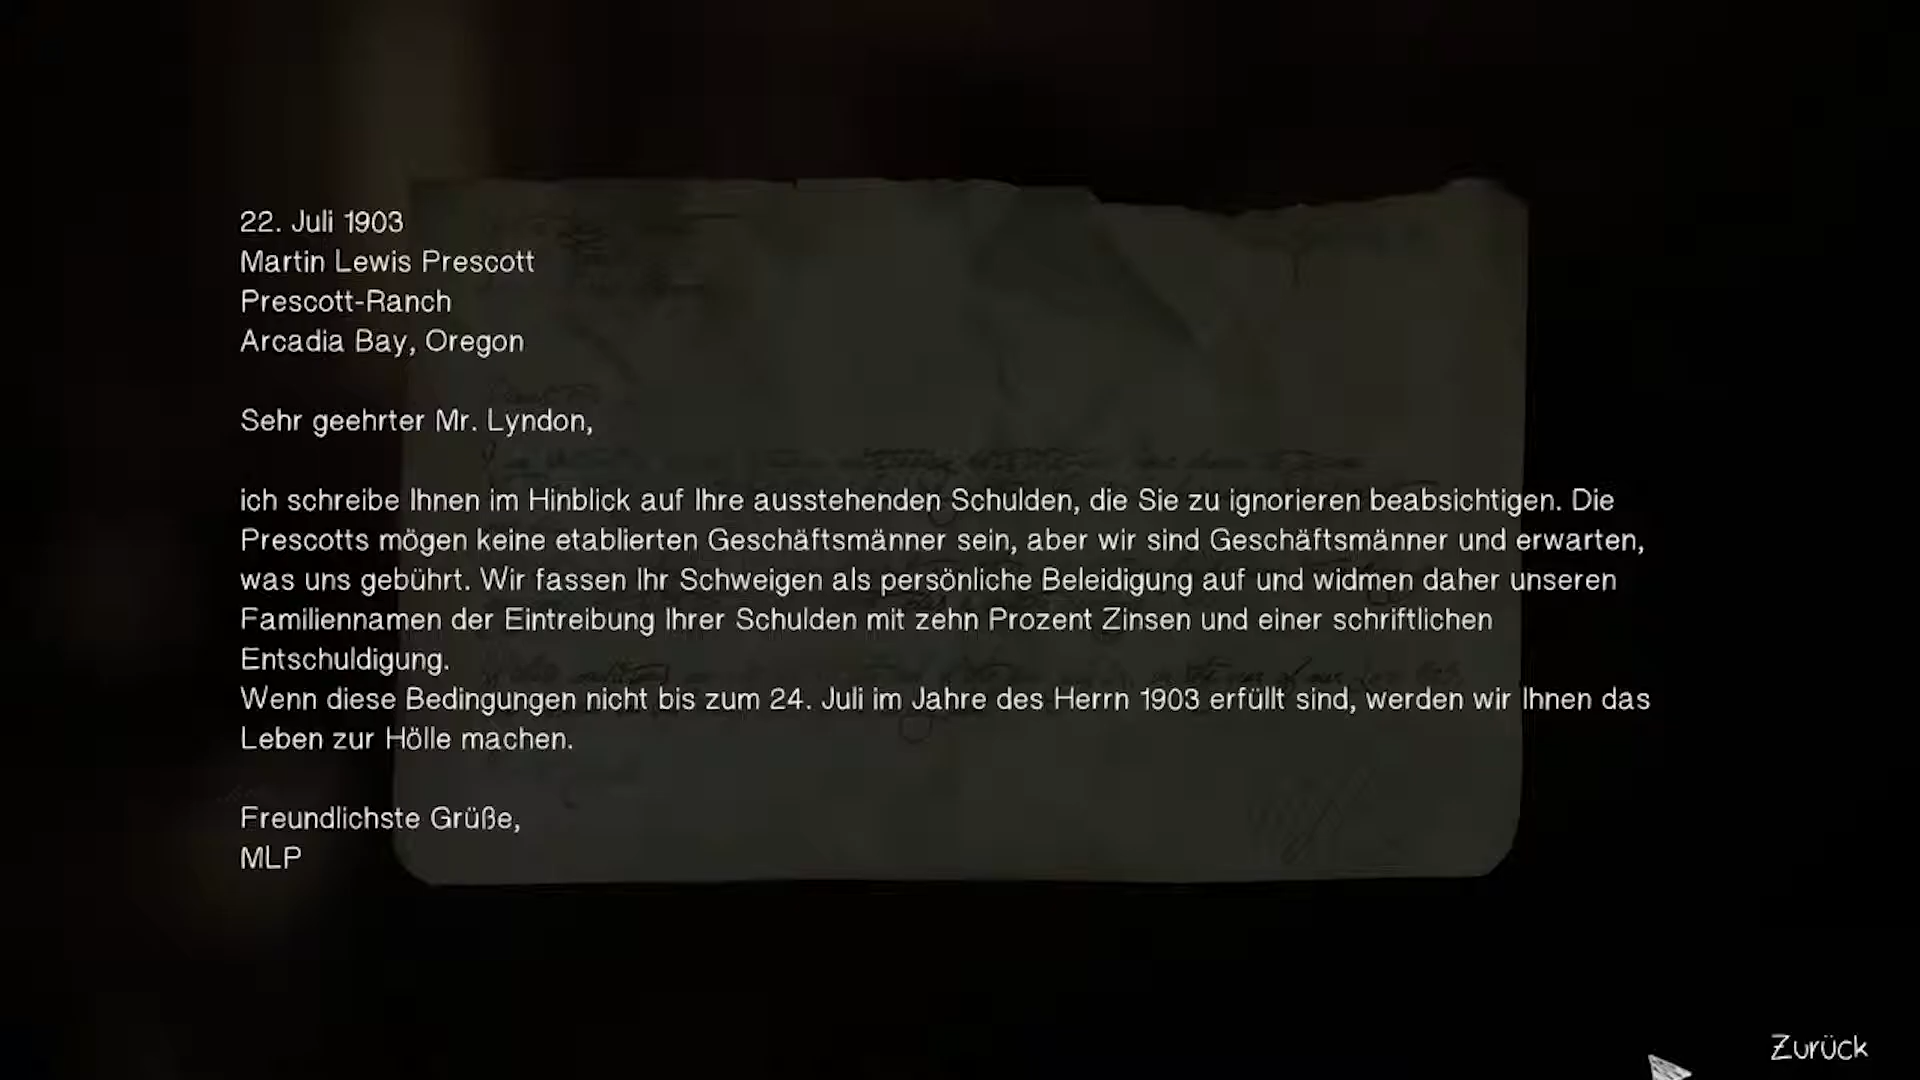 22. Juli 1903
Martin Lewis Prescott
Prescott-Ranch
Arcadia Bay, Oregon
Sehr geehrter Mr. Lyndon,
ich schreibe Ihnen im Hinblick auf Ihre ausstehenden Schulden, die Sie zu ignorieren beabsichtigen. Die
Prescotts mögen keine etablierten Geschäftsmänner sein, aber wir sind Geschäftsmänner und erwarten,
was uns gebührt. Wir fassen Ihr Schweigen als persönliche Beleidigung auf und widmen daher unseren
Familiennamen der Eintreibung Ihrer Schulden mit zehn Prozent Zinsen und einer schriftlichen
Entschuldigung.
Wenn diese Bedingungen nicht bis zum 24. Juli im Jahre des Herrn 1903 erfüllt sind, werden wir Ihnen das
Leben zur Hölle machen.
Freundlichste Grüße,
MLP
Zurück